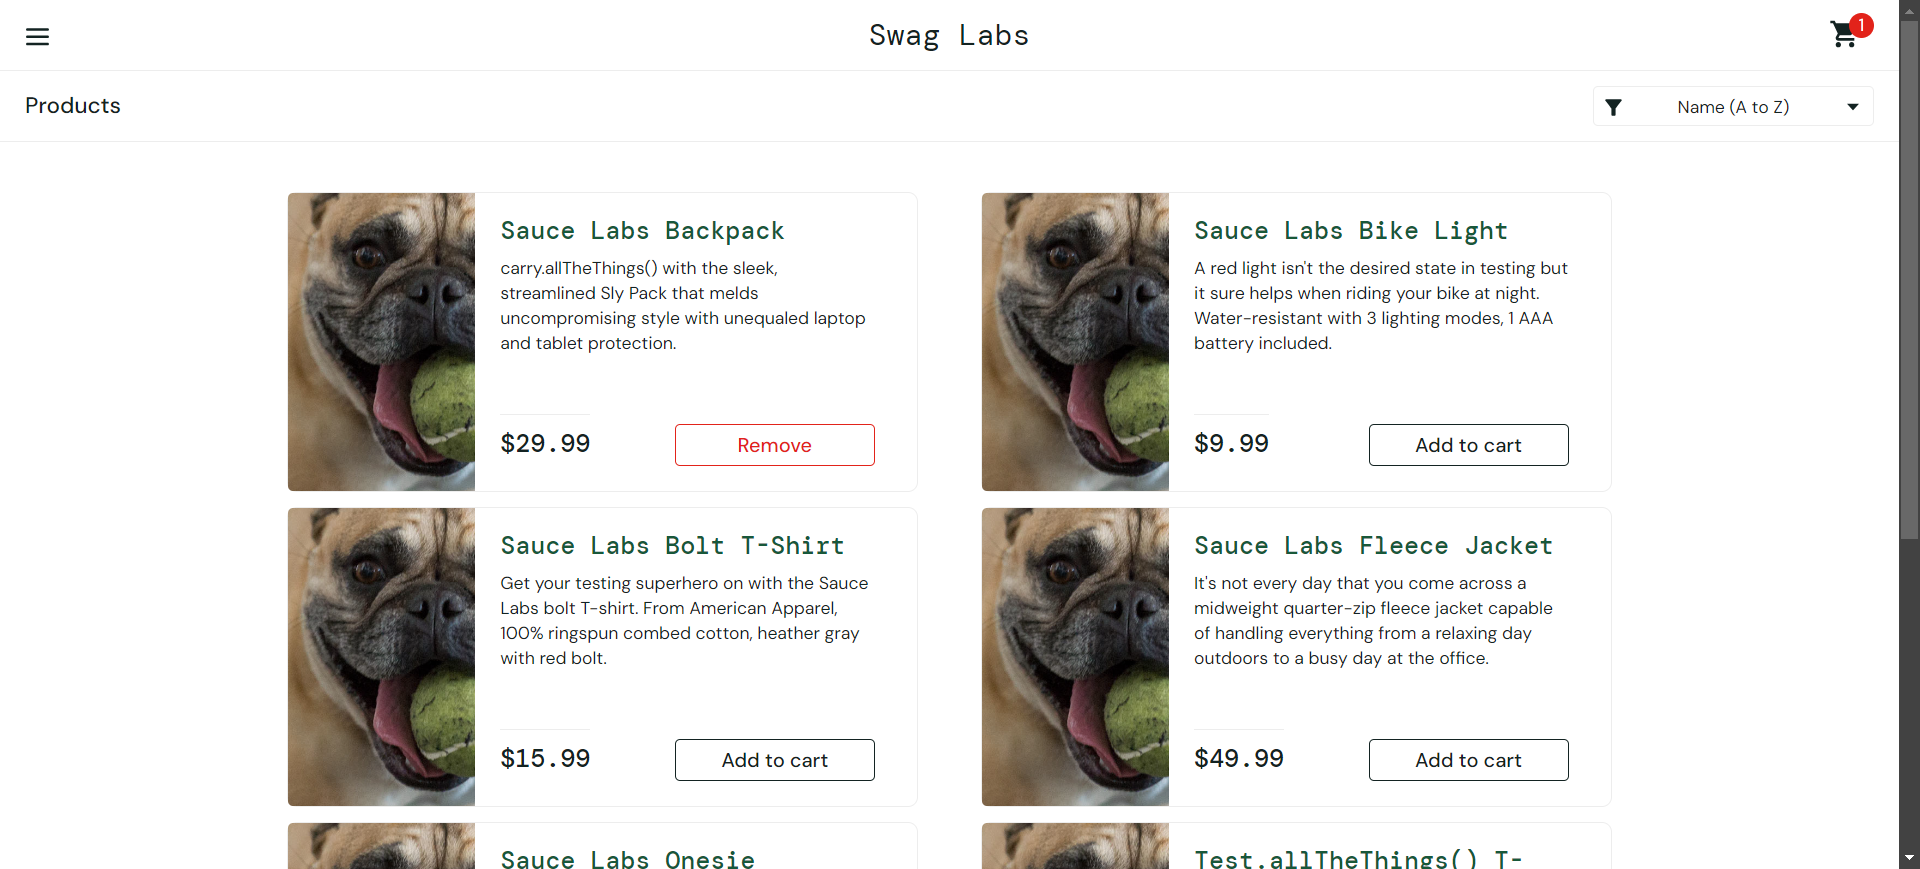 Swag Labs
1
Products
Name (A to Z)
Sauce Labs Backpack
carry.allTheThings() with the sleek,
streamlined Sly Pack that melds
uncompromising style with unequaled laptop
and tablet protection.
$29.99
Remove
Sauce Labs Bike Light
A red light isn't the desired state in testing but
it sure helps when riding your bike at night.
Water-resistant with 3 lighting modes, 1 AAA
battery included.
$9.99
Add to cart
Sauce Labs Bolt T-Shirt
Get your testing superhero on with the Sauce
Labs bolt T-shirt. From American Apparel,
100% ringspun combed cotton, heather gray
with red bolt.
$15.99
Add to cart
Sauce Labs Fleece Jacket
It's not every day that you come across a
midweight quarter-zip fleece jacket capable
of handling everything from a relaxing day
outdoors to a busy day at the office.
$49.99
Add to cart
Sauce Labs Onesie
Test.allTheThings() T-